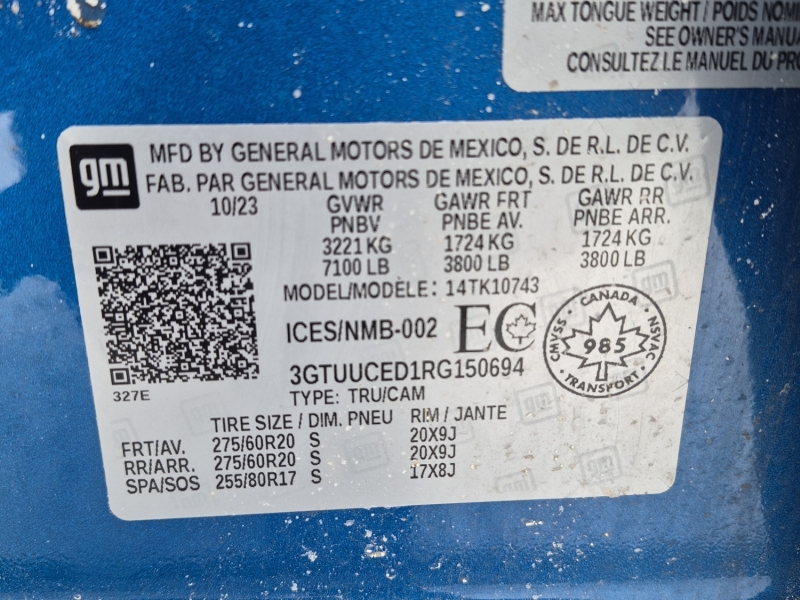 MAX TONGUE WEIGHT / POIDS
SEE OWNER'S
CONSULTEZ LE MANUEL DU
gm
MFD BY GENERAL MOTORS DE MEXICO, S. DE R.L. DE C.V.
FAB. PAR GENERAL MOTORS DE MEXICO, S. DE R.L. DE C.V.
10/23 GVWR GAWR FRT GAWR RR
PNBV PNBE AV. PNBE ARR.
3221 KG 1724 KG 1724 KG
7100 LB 3800 LB 3800 LB
MODEL/MODÈLE: 14TK10743
ICES/NMB-002 EC
CANADA
CMVSS 985 NSVAC
TRANSPORT
3GTUUCED1RG150694
327E
TYPE: TRU/CAM
TIRE SIZE / DIM. PNEU RIM / JANTE
FRT/AV. 275/60R20 S 20X9J
RR/ARR. 275/60R20 S 20X9J
SPA/SOS 255/80R17 S 17X8J